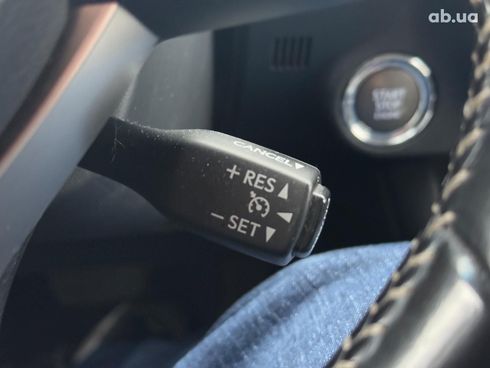 ab.ua
START
STOP
CANCEL▼
+ RES ▲
− SET ▼